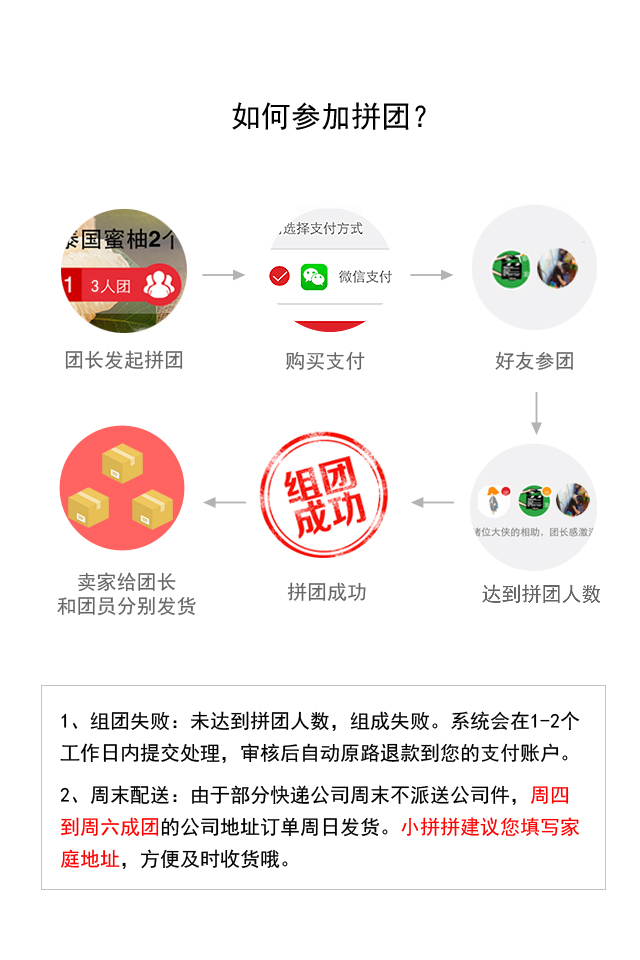 如何参加拼团？
泰国蜜柚2个
1 3人团
选择支付方式
微信支付
团长发起拼团
购买支付
好友参团
组团
成功
诸位大侠的相助，团长感激
卖家给团长
和团员分别发货
拼团成功
达到拼团人数
1、组团失败：未达到拼团人数，组成失败。系统会在1-2个
工作日内提交处理，审核后自动原路退款到您的支付账户。
2、周末配送：由于部分快递公司周末不派送公司件，周四
到周六成团的公司地址订单周日发货。小拼拼建议您填写家
庭地址，方便及时收货哦。